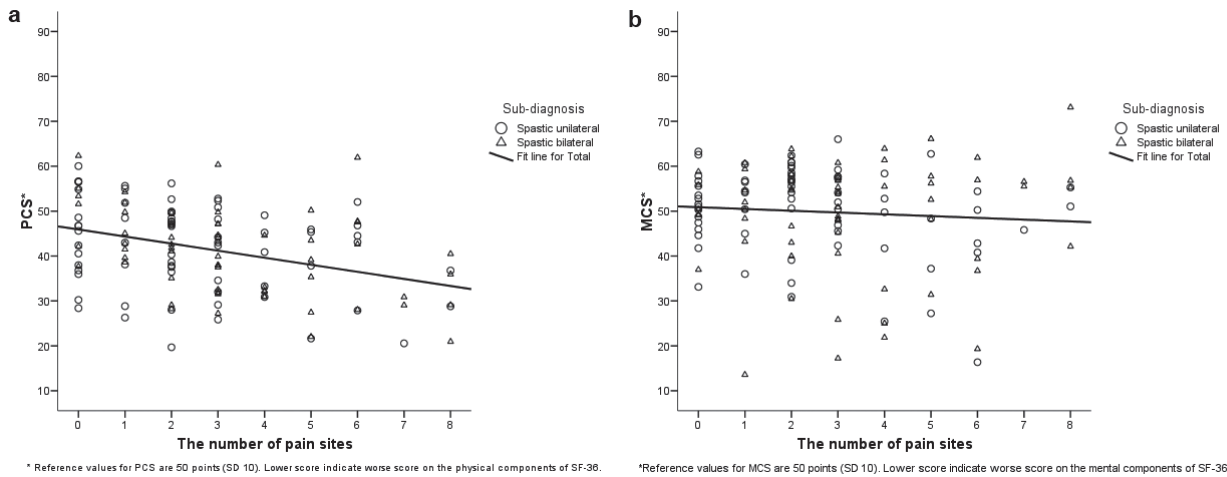 a
90
80
70
60
50
40
30
20
10
PCS*
0 1 2 3 4 5 6 7 8
The number of pain sites
Sub-diagnosis
Spastic unilateral
Spastic bilateral
Fit line for Total
* Reference values for PCS are 50 points (SD 10). Lower score indicate worse score on the physical components of SF-36.
b
90
80
70
60
50
40
30
20
10
MCS*
0 1 2 3 4 5 6 7 8
The number of pain sites
Sub-diagnosis
Spastic unilateral
Spastic bilateral
Fit line for Total
*Reference values for MCS are 50 points (SD 10). Lower score indicate worse score on the mental components of SF-36